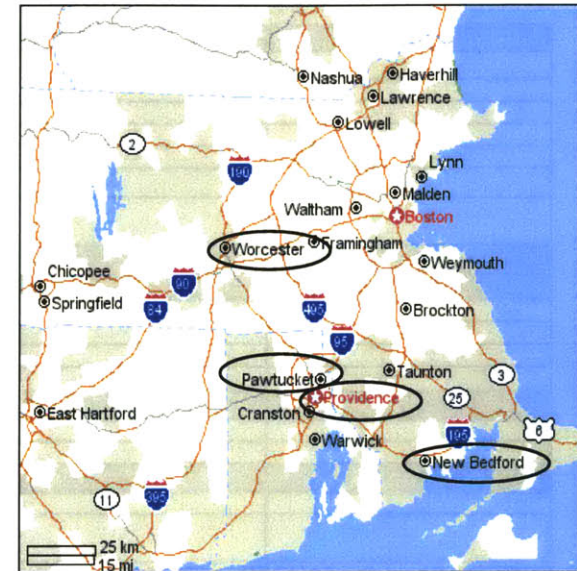 Nashua
Haverhill
Lawrence
Lowell
2
190
Lynn
Malden
Waltham
Boston
Worcester
Framingham
Weymouth
Chicopee
90
Springfield
84
495
Brockton
95
Pawtucket
Taunton
3
Providence
25
East Hartford
Cranston
6
Warwick
195
New Bedford
11
395
25 km
15 mi